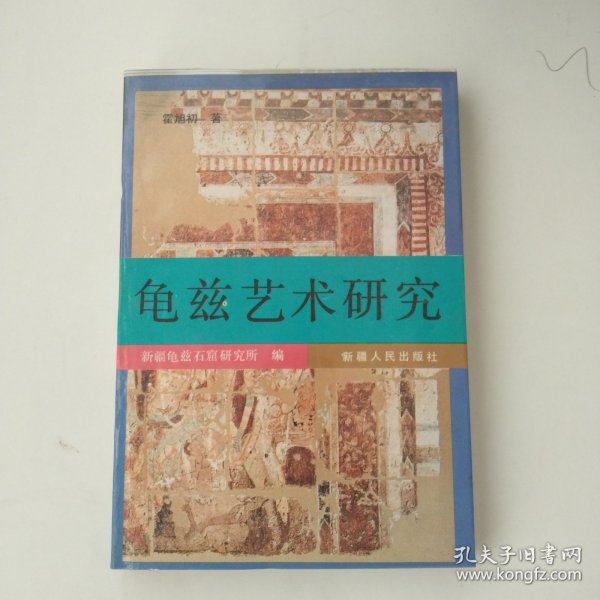 霍旭初 著
龟兹艺术研究
新疆龟兹石窟研究所 编
新疆人民出版社
孔夫子旧书网
www.kongfz.com